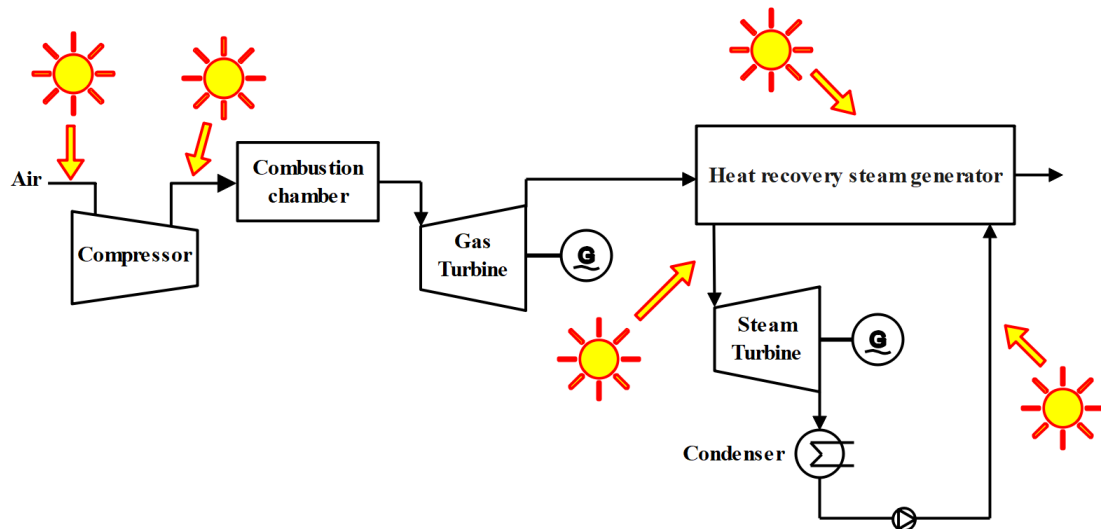 Air
Compressor
Combustion
chamber
Gas
Turbine
G
Heat recovery steam generator
Steam
Turbine
G
Condenser